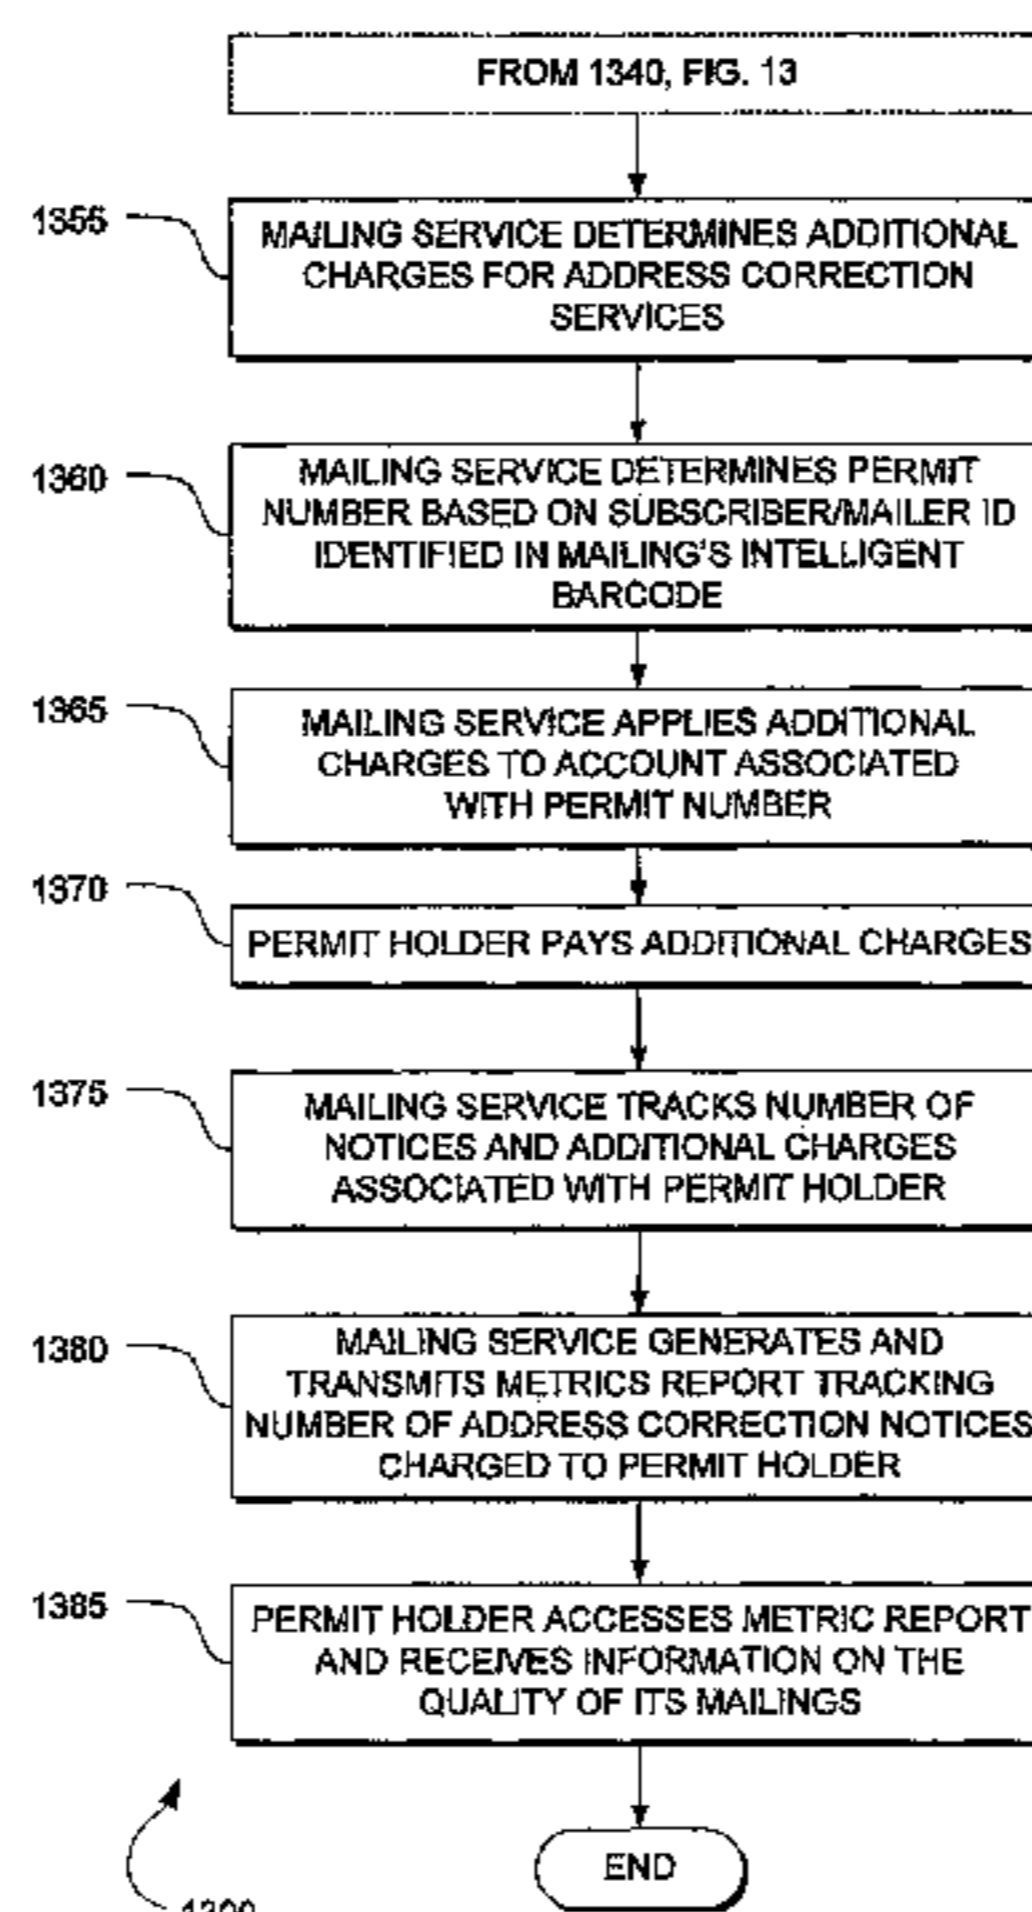 FROM 1340, FIG. 13
1355
MAILING SERVICE DETERMINES ADDITIONAL
CHARGES FOR ADDRESS CORRECTION
SERVICES
1360
MAILING SERVICE DETERMINES PERMIT
NUMBER BASED ON SUBSCRIBER/MAILER ID
IDENTIFIED IN MAILING'S INTELLIGENT
BARCODE
1365
MAILING SERVICE APPLIES ADDITIONAL
CHARGES TO ACCOUNT ASSOCIATED
WITH PERMIT NUMBER
1370
PERMIT HOLDER PAYS ADDITIONAL CHARGES
1375
MAILING SERVICE TRACKS NUMBER OF
NOTICES AND ADDITIONAL CHARGES
ASSOCIATED WITH PERMIT HOLDER
1380
MAILING SERVICE GENERATES AND
TRANSMITS METRICS REPORT TRACKING
NUMBER OF ADDRESS CORRECTION NOTICES
CHARGED TO PERMIT HOLDER
1385
PERMIT HOLDER ACCESSES METRIC REPORT
AND RECEIVES INFORMATION ON THE
QUALITY OF ITS MAILINGS
END